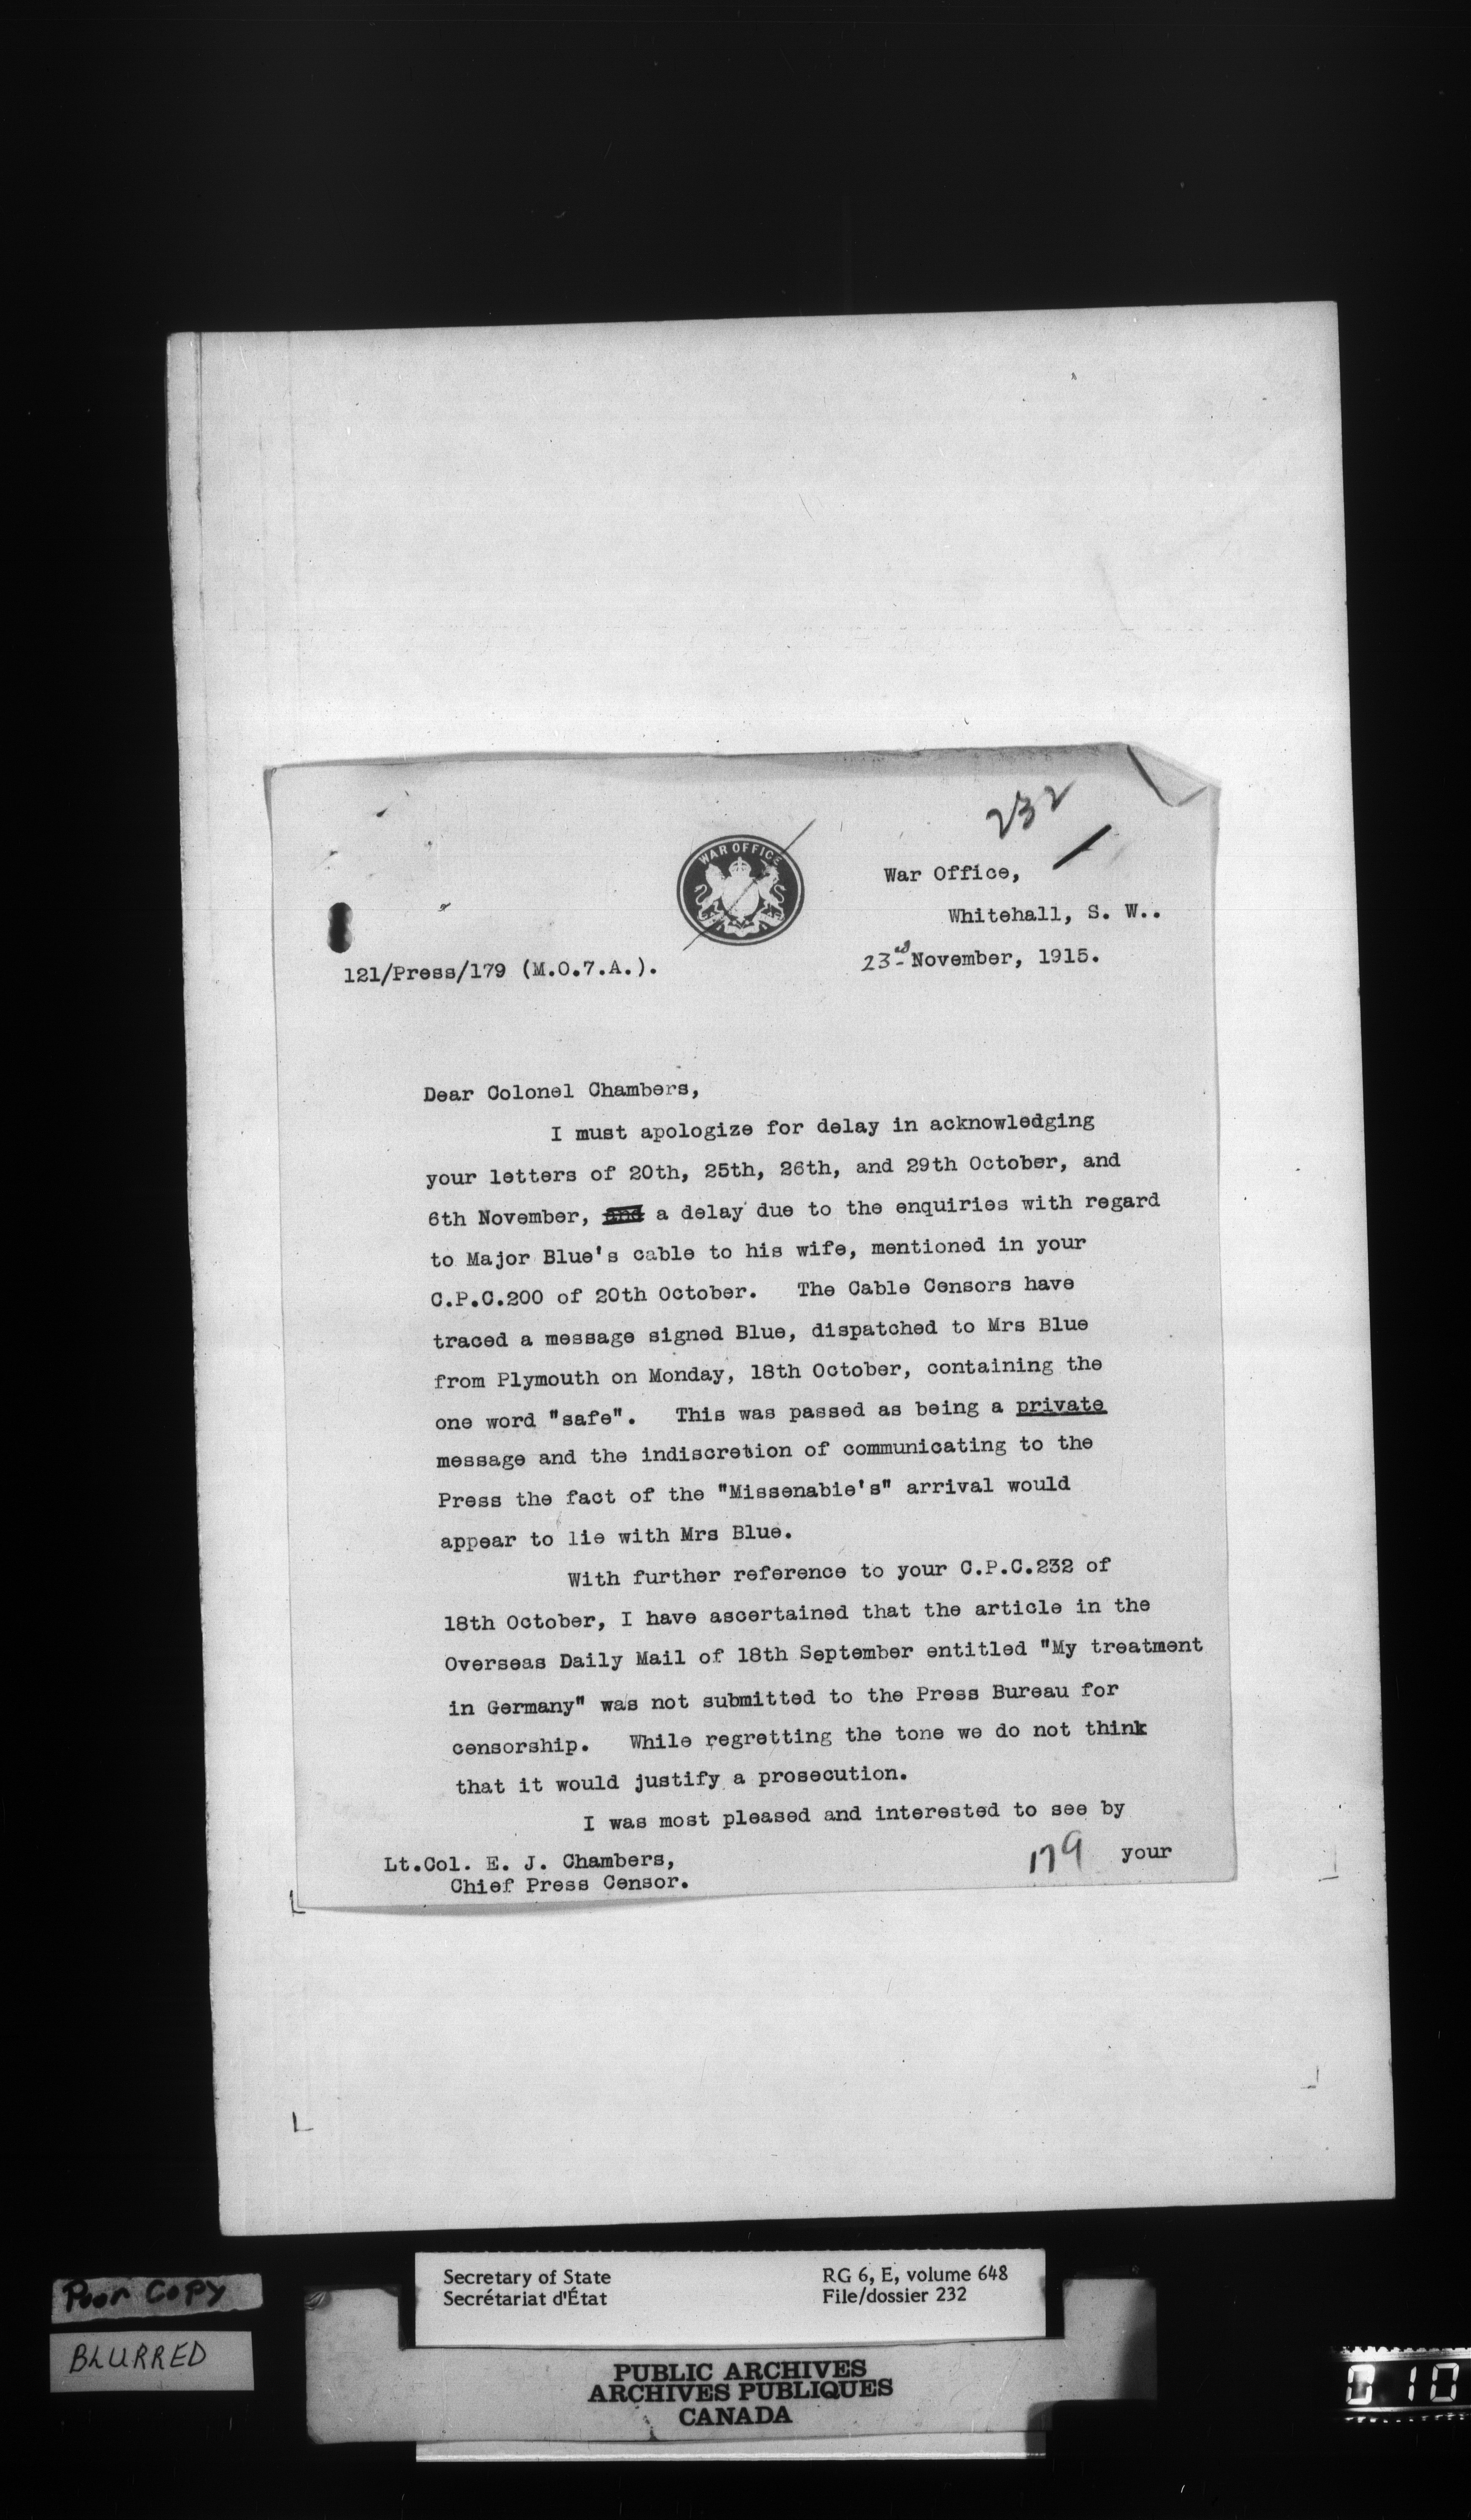 232
WAR OFFICE
War Office,
Whitehall, S. W..
121/Press/179 (M.O.7.A.).
23rd November, 1915.
Dear Colonel Chambers,
I must apologize for delay in acknowledging
your letters of 20th, 25th, 26th, and 29th October, and
6th November, a delay due to the enquiries with regard
to Major Blue's cable to his wife, mentioned in your
C.P.C.200 of 20th October. The Cable Censors have
traced a message signed Blue, dispatched to Mrs Blue
from Plymouth on Monday, 18th October, containing the
one word "safe". This was passed as being a private
message and the indiscretion of communicating to the
Press the fact of the "Missenabie's" arrival would
appear to lie with Mrs Blue.
With further reference to your C.P.C.232 of
18th October, I have ascertained that the article in the
Overseas Daily Mail of 18th September entitled "My treatment
in Germany" was not submitted to the Press Bureau for
censorship. While regretting the tone we do not think
that it would justify a prosecution.
I was most pleased and interested to see by
your
Lt.Col. E. J. Chambers,
Chief Press Censor.
179
Secretary of State
Secrétariat d'État
RG 6, E, volume 648
File/dossier 232
Poor Copy
BLURRED
PUBLIC ARCHIVES
ARCHIVES PUBLIQUES
CANADA
010